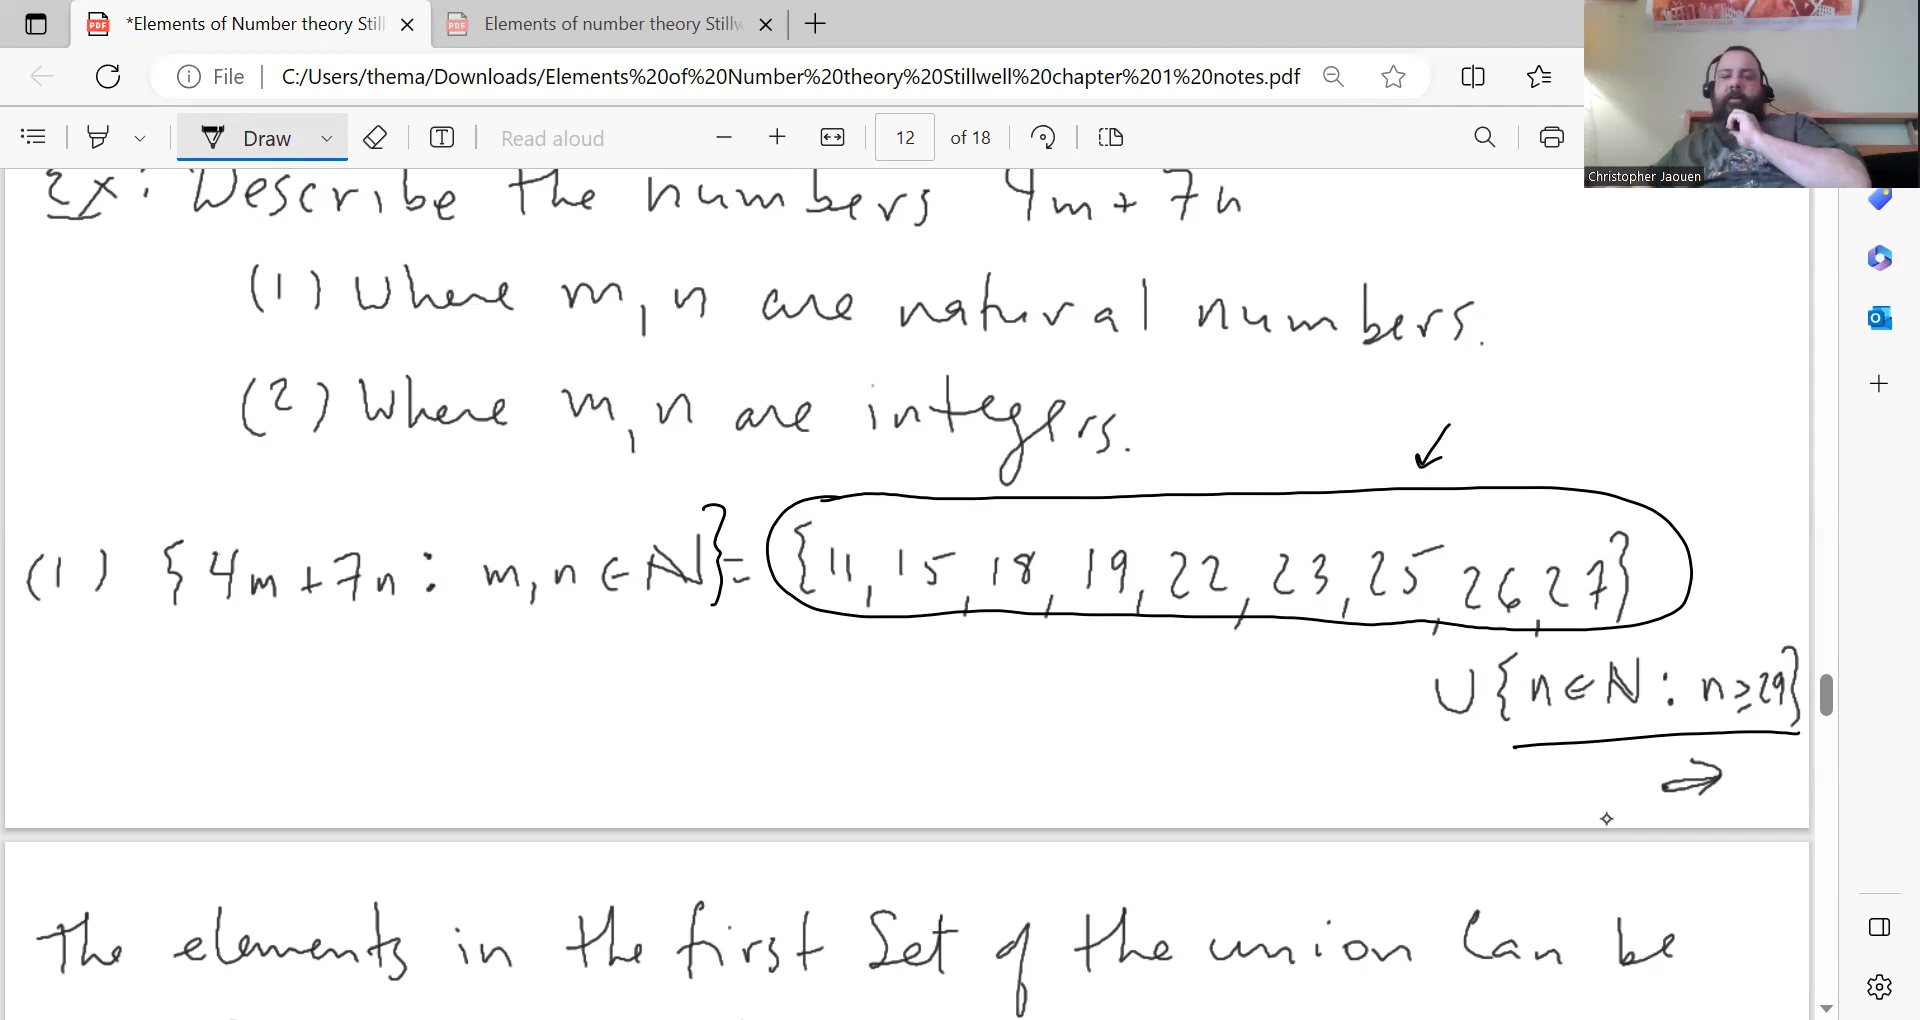 *Elements of Number theory Still
Elements of number theory Stillw
File
C:/Users/thema/Downloads/Elements%20of%20Number%20theory%20Stillwell%20chapter%201%20notes.pdf
Draw
Read aloud
12 of 18
Christopher Jaouen
Ex: Describe the numbers 4m + 7n
(1) Where m, n are natural numbers.
(2) Where m, n are integers.
(1) {4m+7n : m, n ∈ ℕ} = {11, 15, 18, 19, 22, 23, 25, 26, 27}
∪ {n ∈ ℕ : n ≥ 29}
The elements in the first set of the union can be